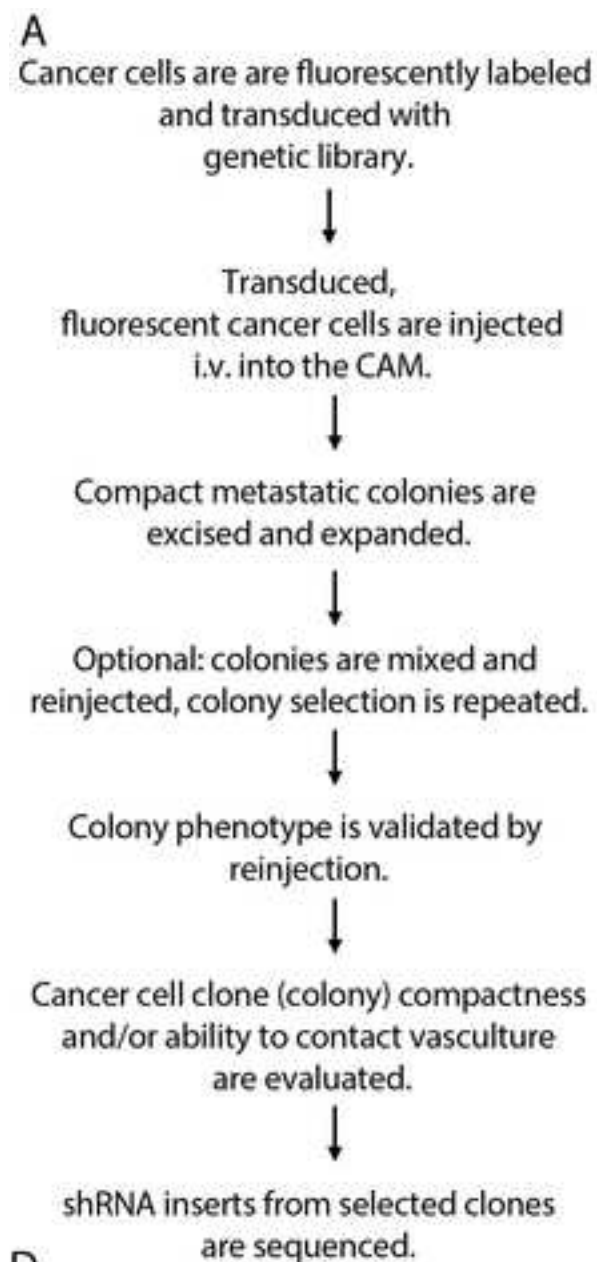 A
Cancer cells are are fluorescently labeled
and transduced with
genetic library.
Transduced,
fluorescent cancer cells are injected
i.v. into the CAM.
Compact metastatic colonies are
excised and expanded.
Optional: colonies are mixed and
reinjected, colony selection is repeated.
Colony phenotype is validated by
reinjection.
Cancer cell clone (colony) compactness
and/or ability to contact vasculture
are evaluated.
shRNA inserts from selected clones
are sequenced.